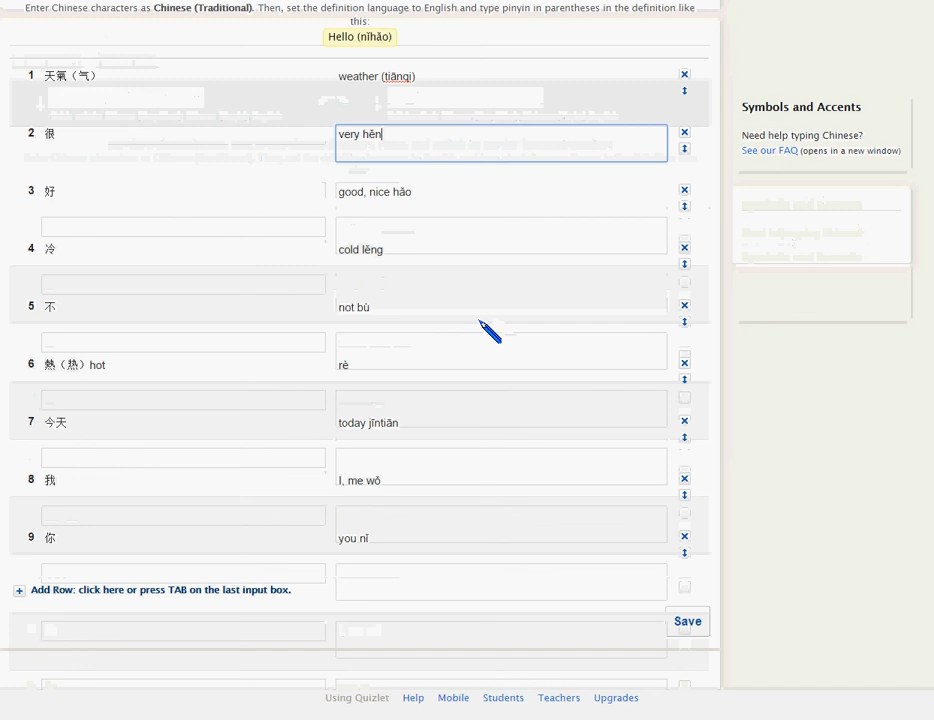 Enter Chinese characters as Chinese (Traditional). Then, set the definition language to English and type pinyin in parentheses in the definition like
this:
Hello (nǐhǎo)
1 天氣（气） weather (tiānqì)
2 很 very hěn
3 好 good, nice hǎo
4 冷 cold lěng
5 不 not bù
6 熱（热）hot rè
7 今天 today jīntiān
8 我 I, me wǒ
9 你 you nǐ
Add Row: click here or press TAB on the last input box.
Save
Symbols and Accents
Need help typing Chinese?
See our FAQ (opens in a new window)
Using Quizlet Help Mobile Students Teachers Upgrades